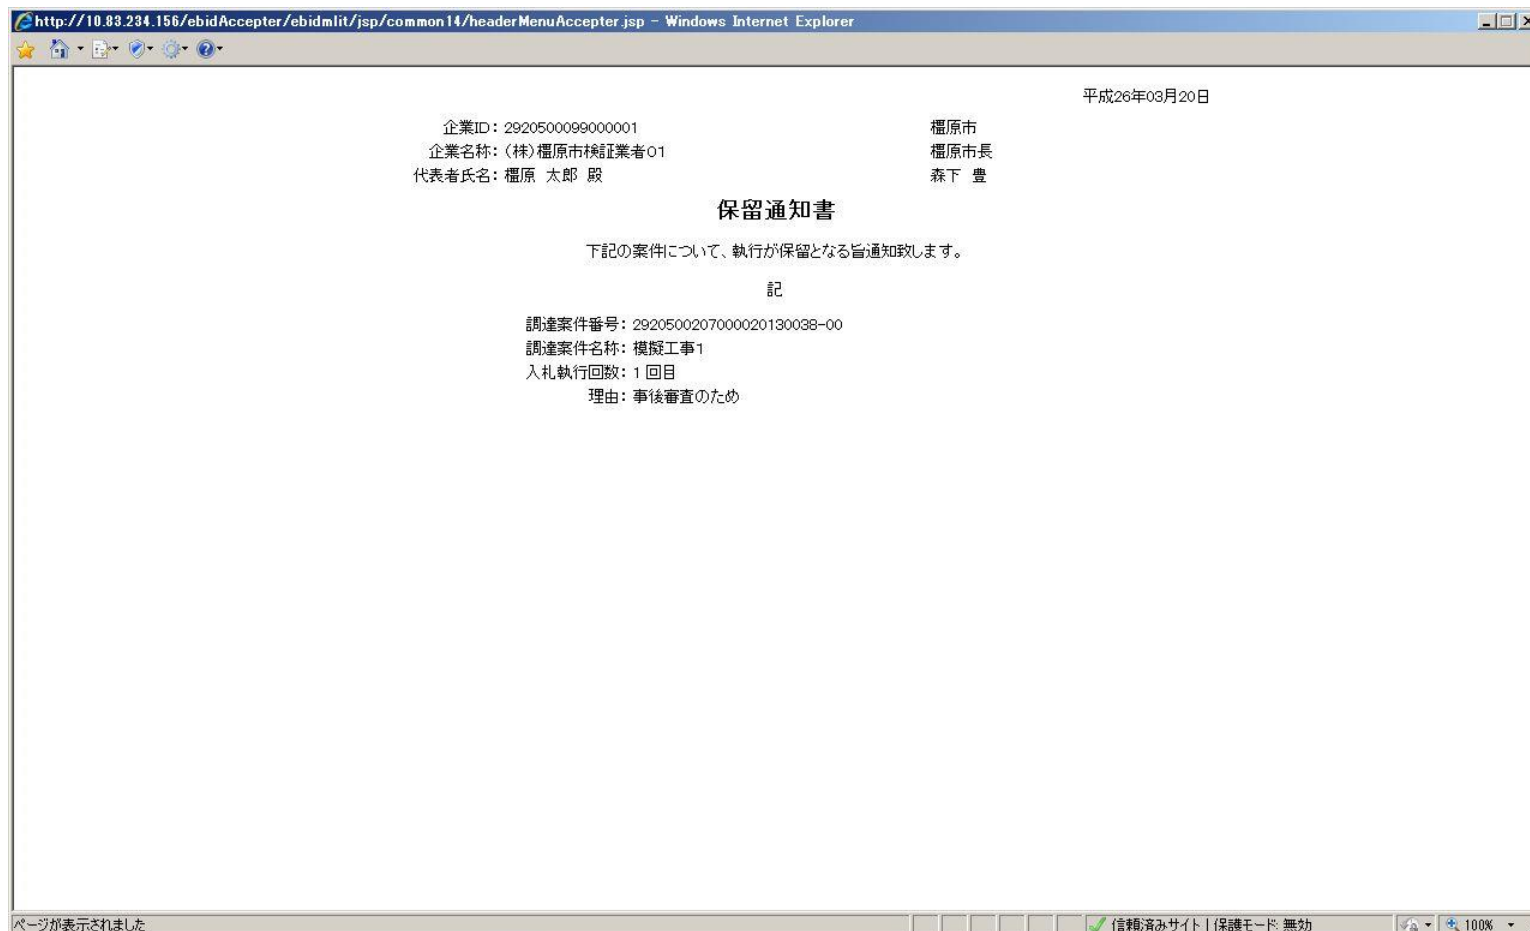 http://10.83.234.156/ebidAccepter/ebidmlit/jsp/common14/headerMenuAccepter.jsp - Windows Internet Explorer
平成26年03月20日
企業ID：2920500099000001 橿原市
企業名称：（株）橿原市検証業者01 橿原市長
代表者氏名：橿原 太郎 殿 森下 豊
保留通知書
下記の案件について、執行が保留となる旨通知致します。
記
調達案件番号：2920500207000020130038-00
調達案件名称：模擬工事1
入札執行回数：1 回目
理由：事後審査のため
ページが表示されました 信頼済みサイト | 保護モード: 無効 100%